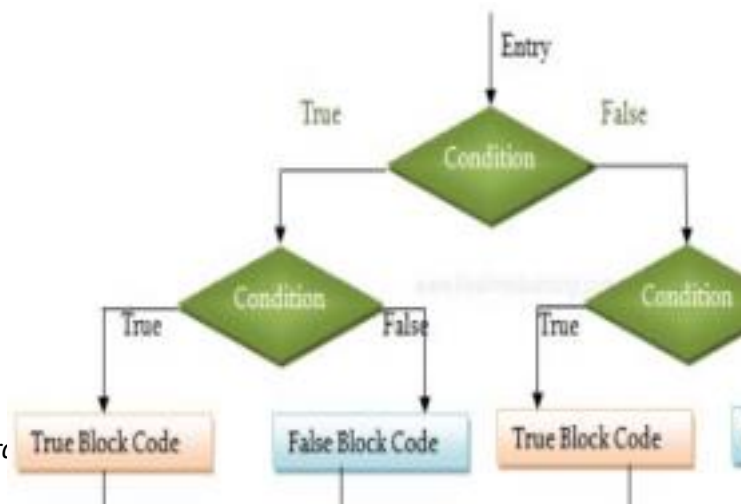 Entry
True
False
Condition
Condition
Condition
True
False
True
True Block Code
False Block Code
True Block Code